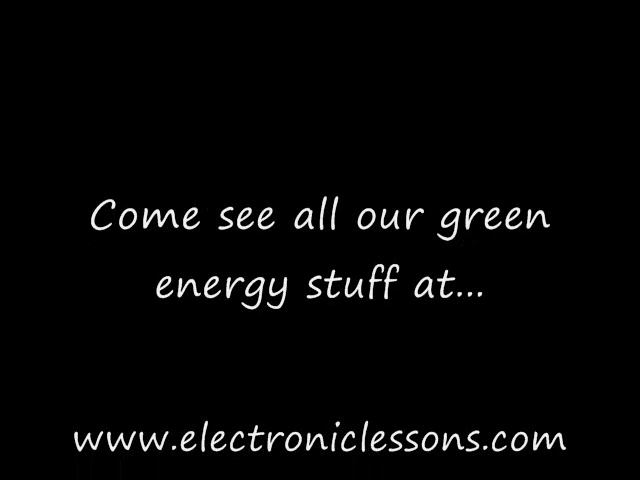 Come see all our green
energy stuff at...
www.electroniclessons.com